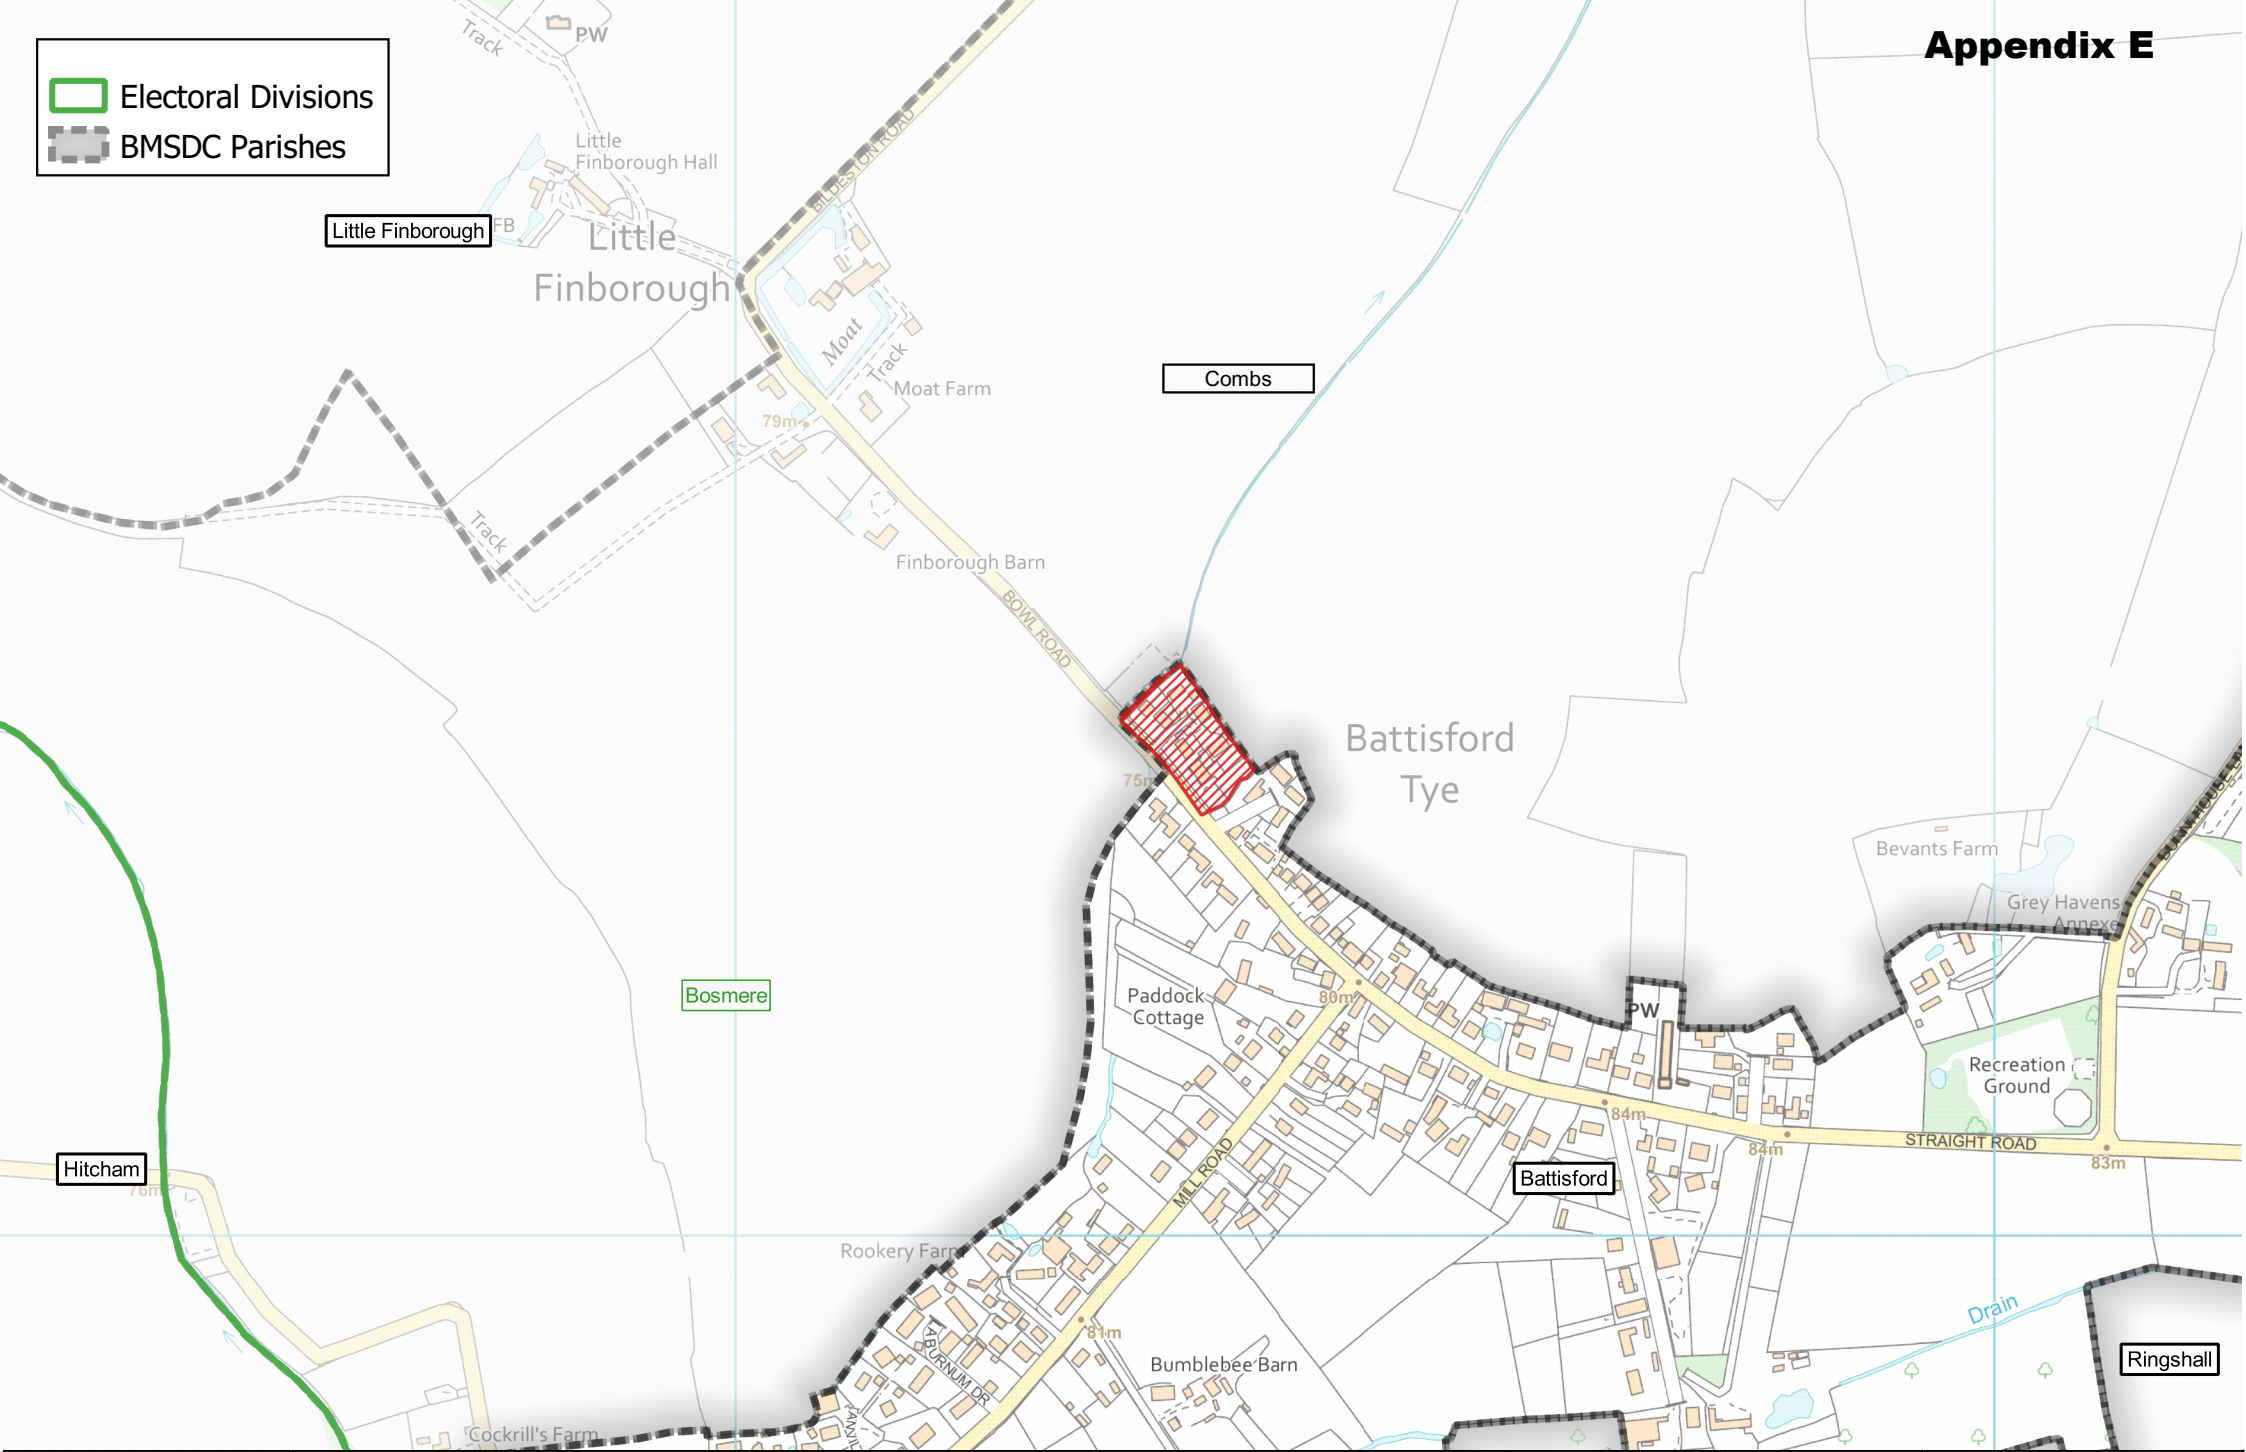 Appendix E
Electoral Divisions
BMSDC Parishes
Track
PW
BILDESTON ROAD
Little
Finborough Hall
Little Finborough
FB
Little
Finborough
Moat
Track
Moat Farm
Combs
79m
Track
Finborough Barn
BOWL ROAD
Battisford
Tye
75m
Bevants Farm
Grey Havens
Annexe
Bosmere
Paddock
Cottage
80m
PW
Recreation
Ground
84m
STRAIGHT ROAD
84m
83m
Hitcham
76m
MILL ROAD
Battisford
Rookery Farm
Drain
81m
LABURNUM DR
Bumblebee Barn
Ringshall
Cockrill's Farm